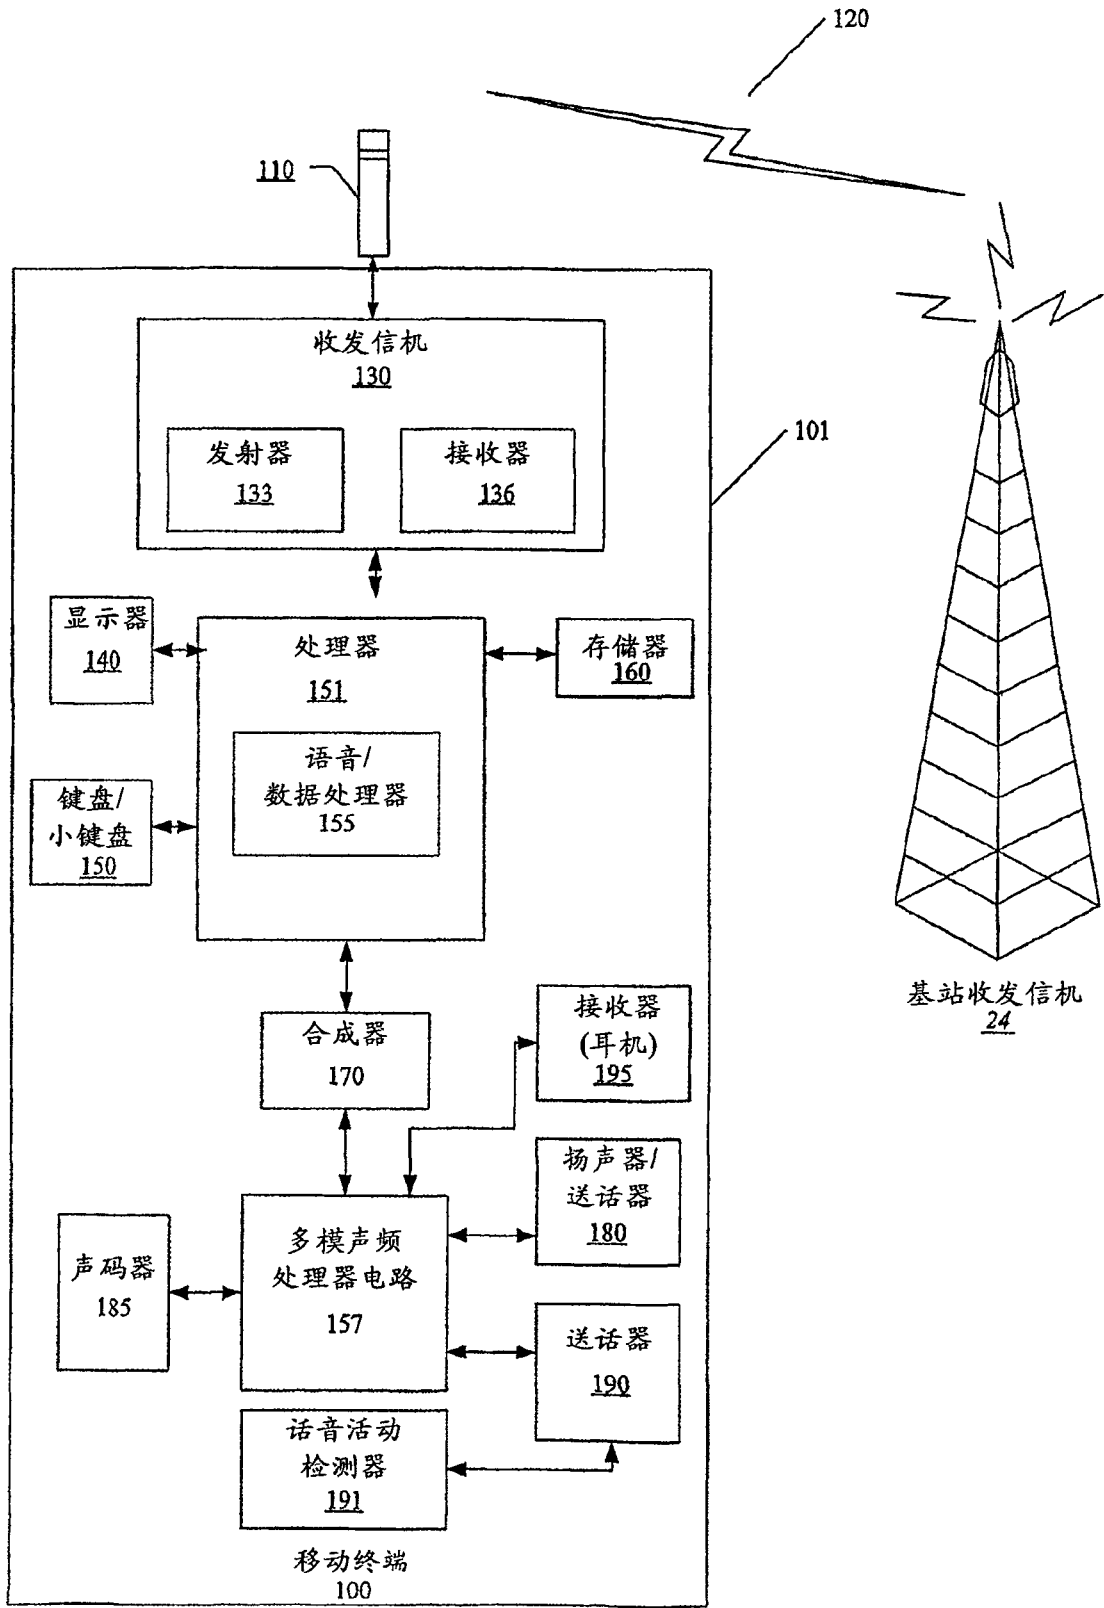 120
110
收发信机
130
发射器
133
接收器
136
101
显示器
140
处理器
151
存储器
160
语音/
数据处理器
155
键盘/
小键盘
150
基站收发信机
24
合成器
170
接收器
(耳机)
195
扬声器/
送话器
180
声码器
185
多模声频
处理器电路
157
送话器
190
话音活动
检测器
191
移动终端
100